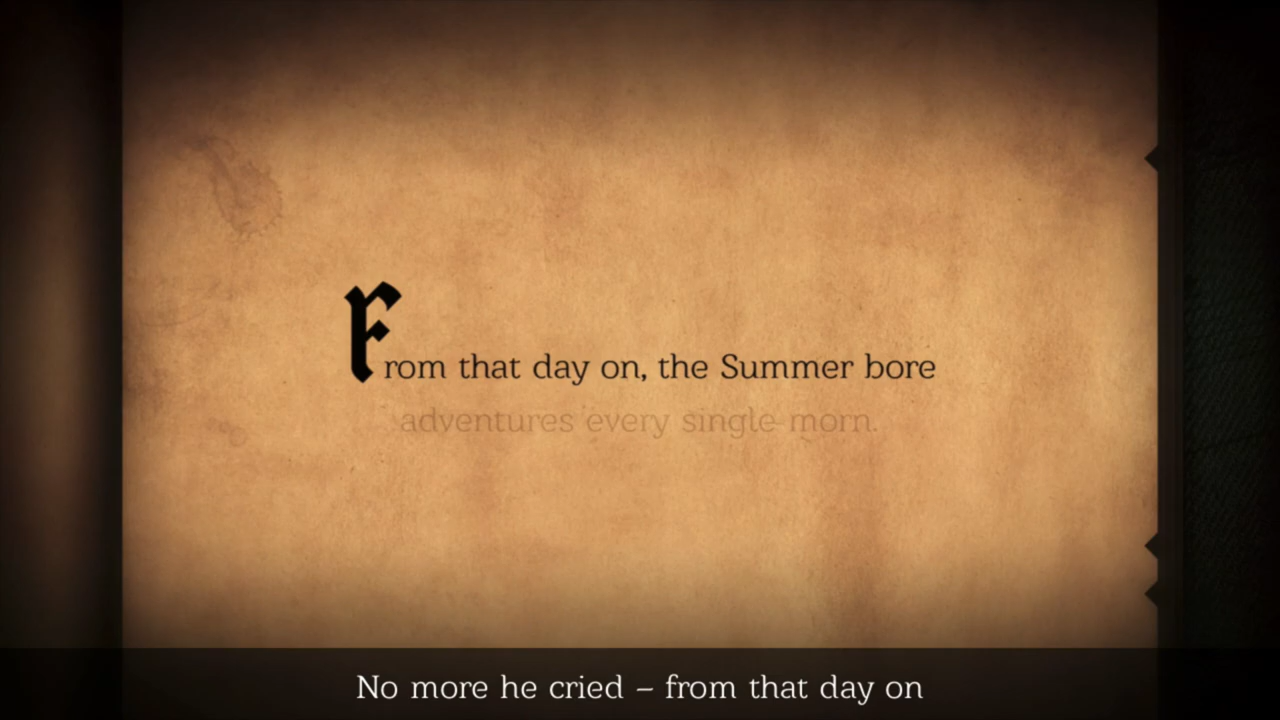 From that day on, the Summer bore
adventures every single morn.
No more he cried – from that day on